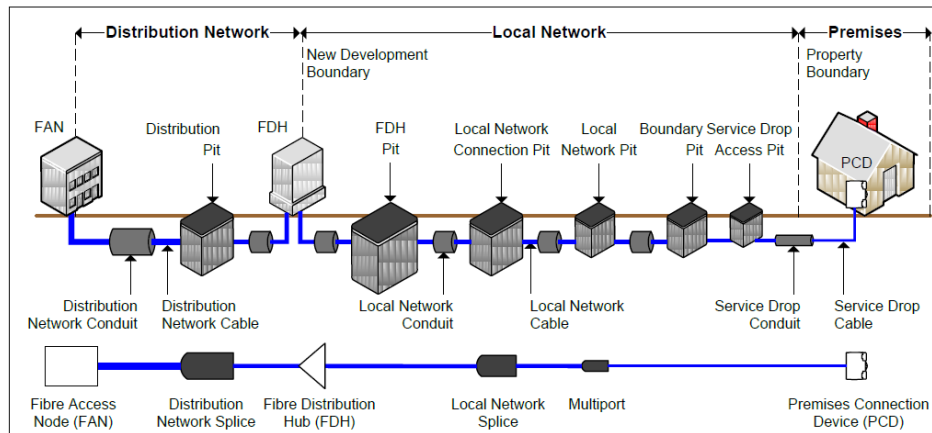 Distribution Network
Local Network
Premises
New Development
Boundary
Property
Boundary
FAN
Distribution
Pit
FDH
FDH
Pit
Local Network
Connection Pit
Local
Network Pit
Boundary
Pit
Service Drop
Access Pit
PCD
Distribution
Network Conduit
Distribution
Network Cable
Local Network
Conduit
Local Network
Cable
Service Drop
Conduit
Service Drop
Cable
Fibre Access
Node (FAN)
Distribution
Network Splice
Fibre Distribution
Hub (FDH)
Local Network
Splice
Multiport
Premises Connection
Device (PCD)